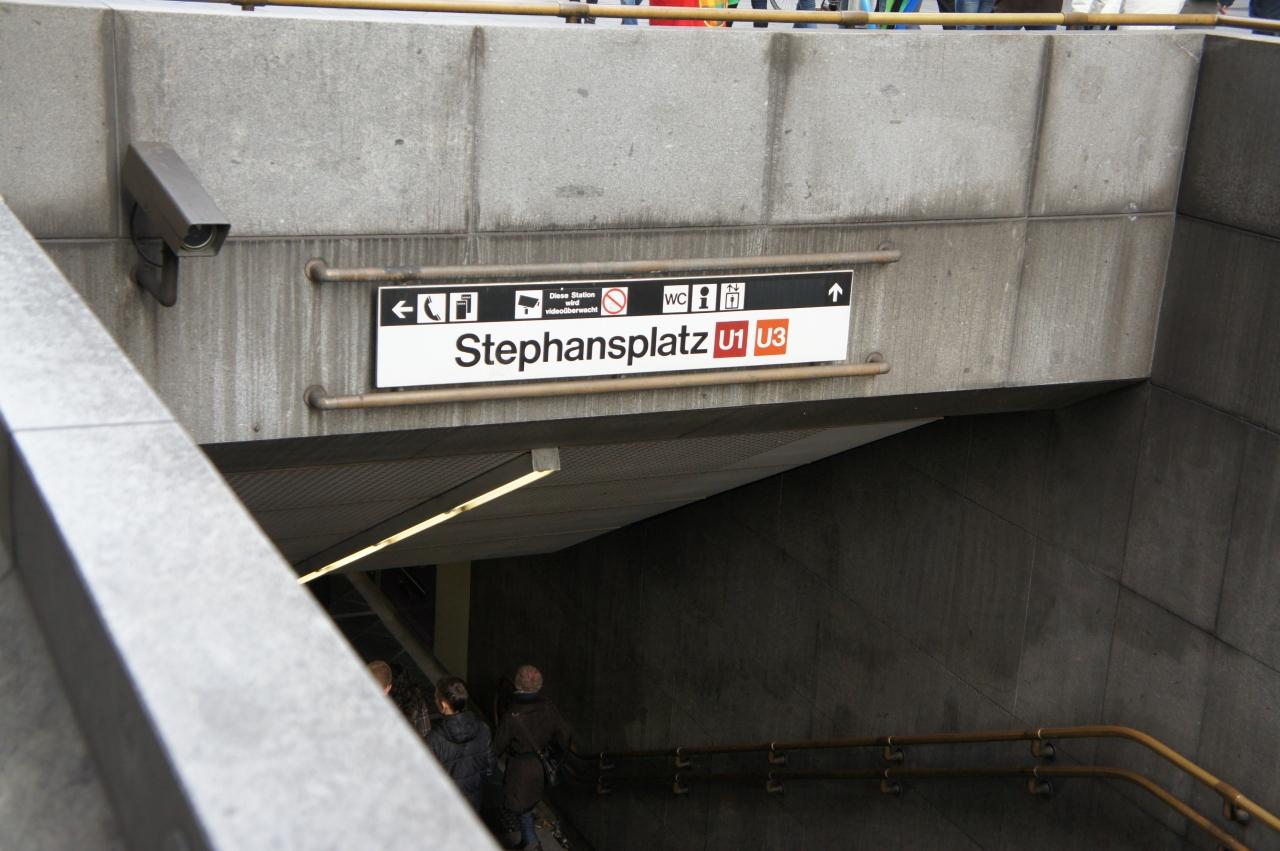 Diese Station
wird
videoüberwacht
WC
Stephansplatz U1 U3